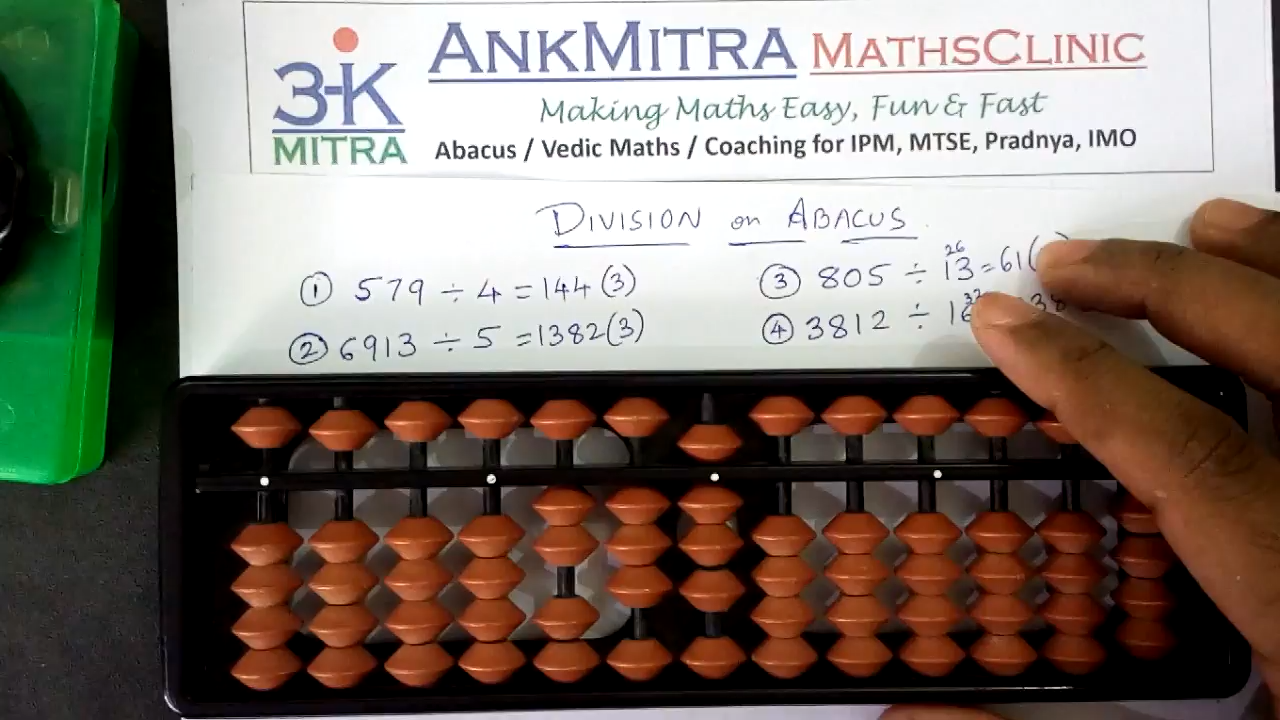 3-K
MITRA
ANKMITRA MATHSCLINIC
Making Maths Easy, Fun & Fast
Abacus / Vedic Maths / Coaching for IPM, MTSE, Pradnya, IMO
DIVISION on ABACUS
① 579 ÷ 4 = 144 (3)
② 6913 ÷ 5 = 1382 (3)
26
③ 805 ÷ 13 = 61(
④ 3812 ÷